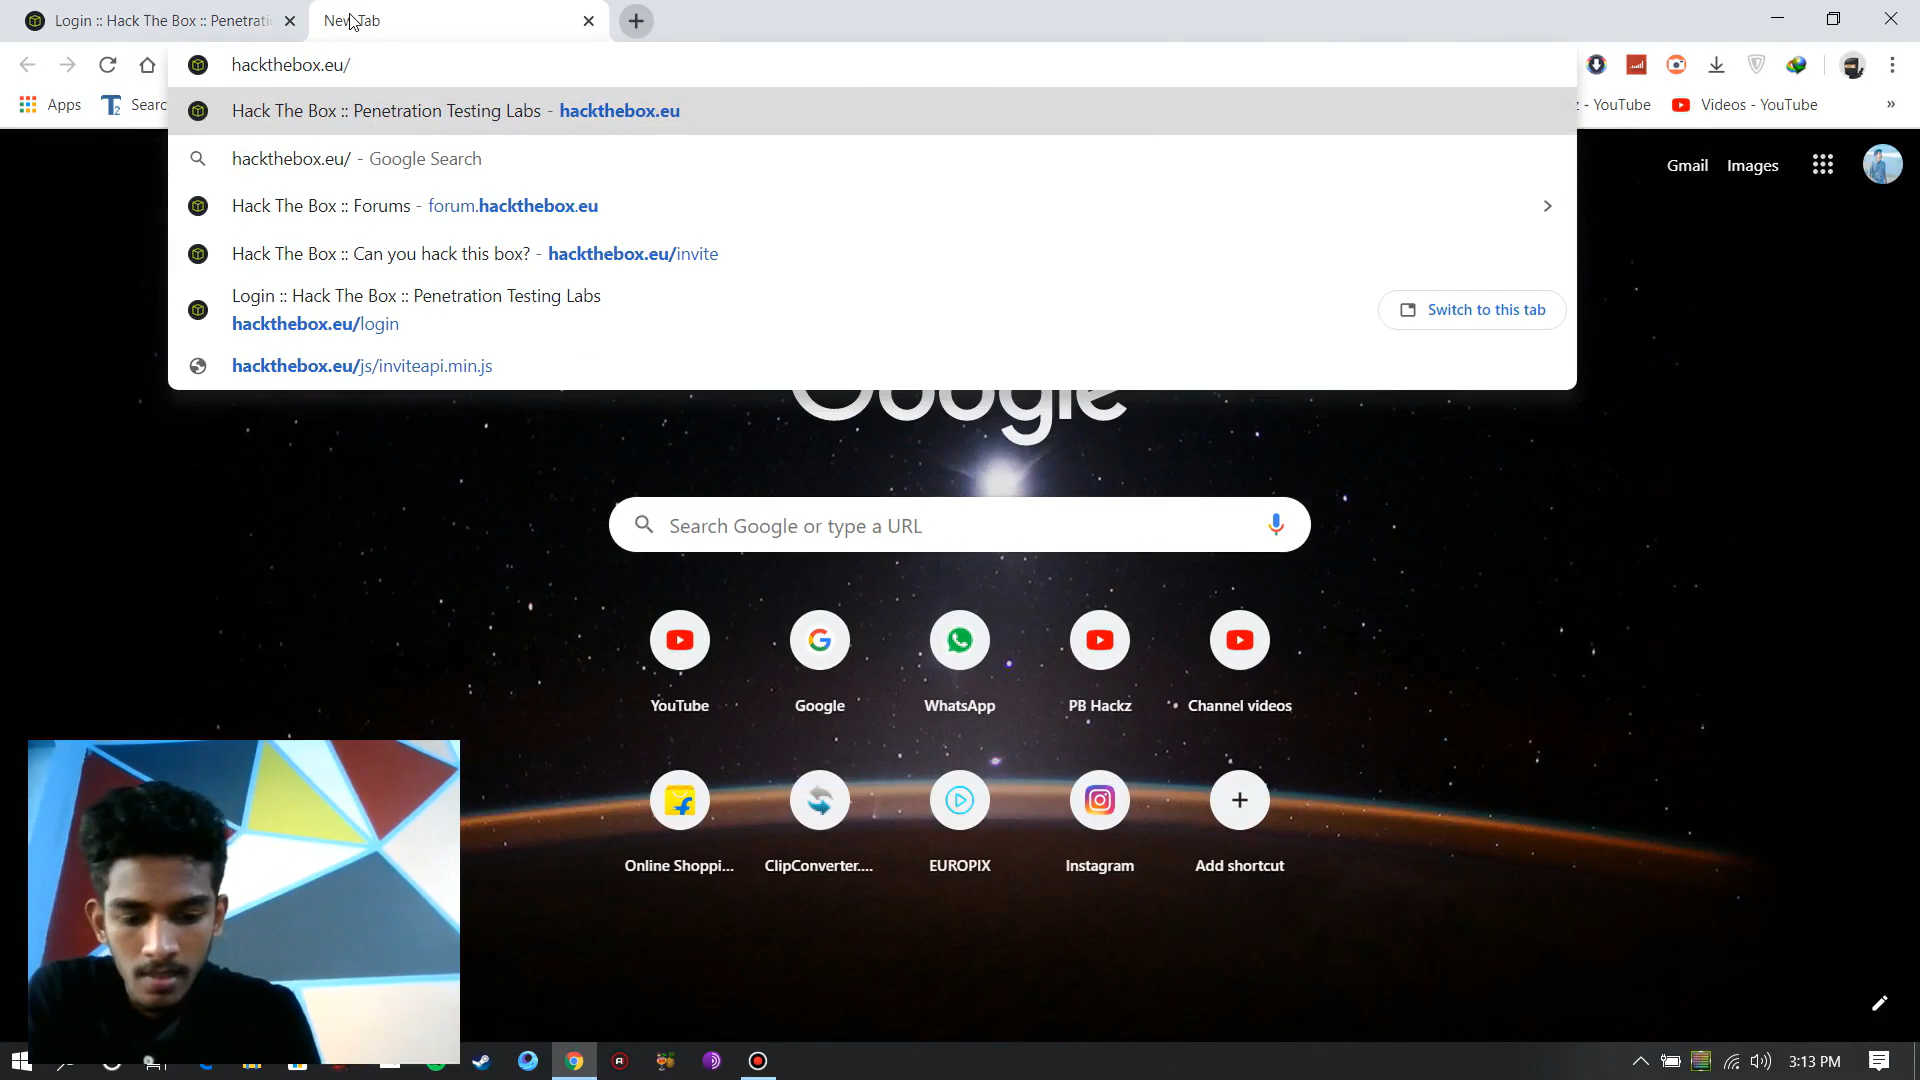 Login :: Hack The Box :: Penetratio
New Tab
hackthebox.eu/
Apps
Searc
z - YouTube
Videos - YouTube
»
Hack The Box :: Penetration Testing Labs - hackthebox.eu
hackthebox.eu/ - Google Search
Hack The Box :: Forums - forum.hackthebox.eu
Hack The Box :: Can you hack this box? - hackthebox.eu/invite
Login :: Hack The Box :: Penetration Testing Labs
hackthebox.eu/login
Switch to this tab
hackthebox.eu/js/inviteapi.min.js
Gmail
Images
Google
Search Google or type a URL
YouTube
Google
WhatsApp
PB Hackz
Channel videos
Online Shoppi...
ClipConverter....
EUROPIX
Instagram
Add shortcut
3:13 PM